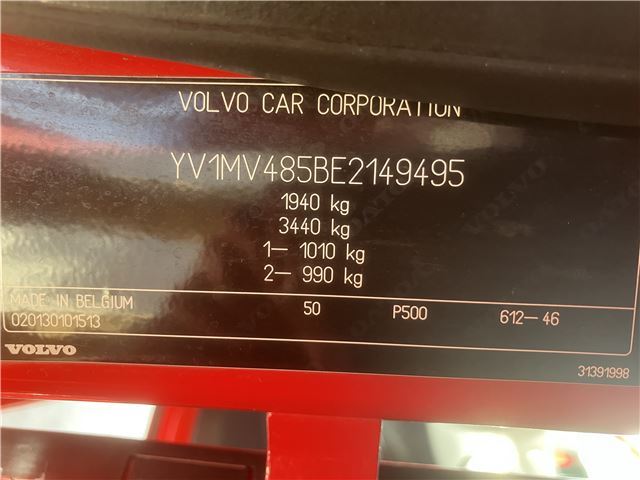 VOLVO CAR CORPORATION
YV1MV485BE2149495
1940 kg
3440 kg
1— 1010 kg
2— 990 kg
MADE IN BELGIUM 50 P500 612—46
020130101513
VOLVO
31391998